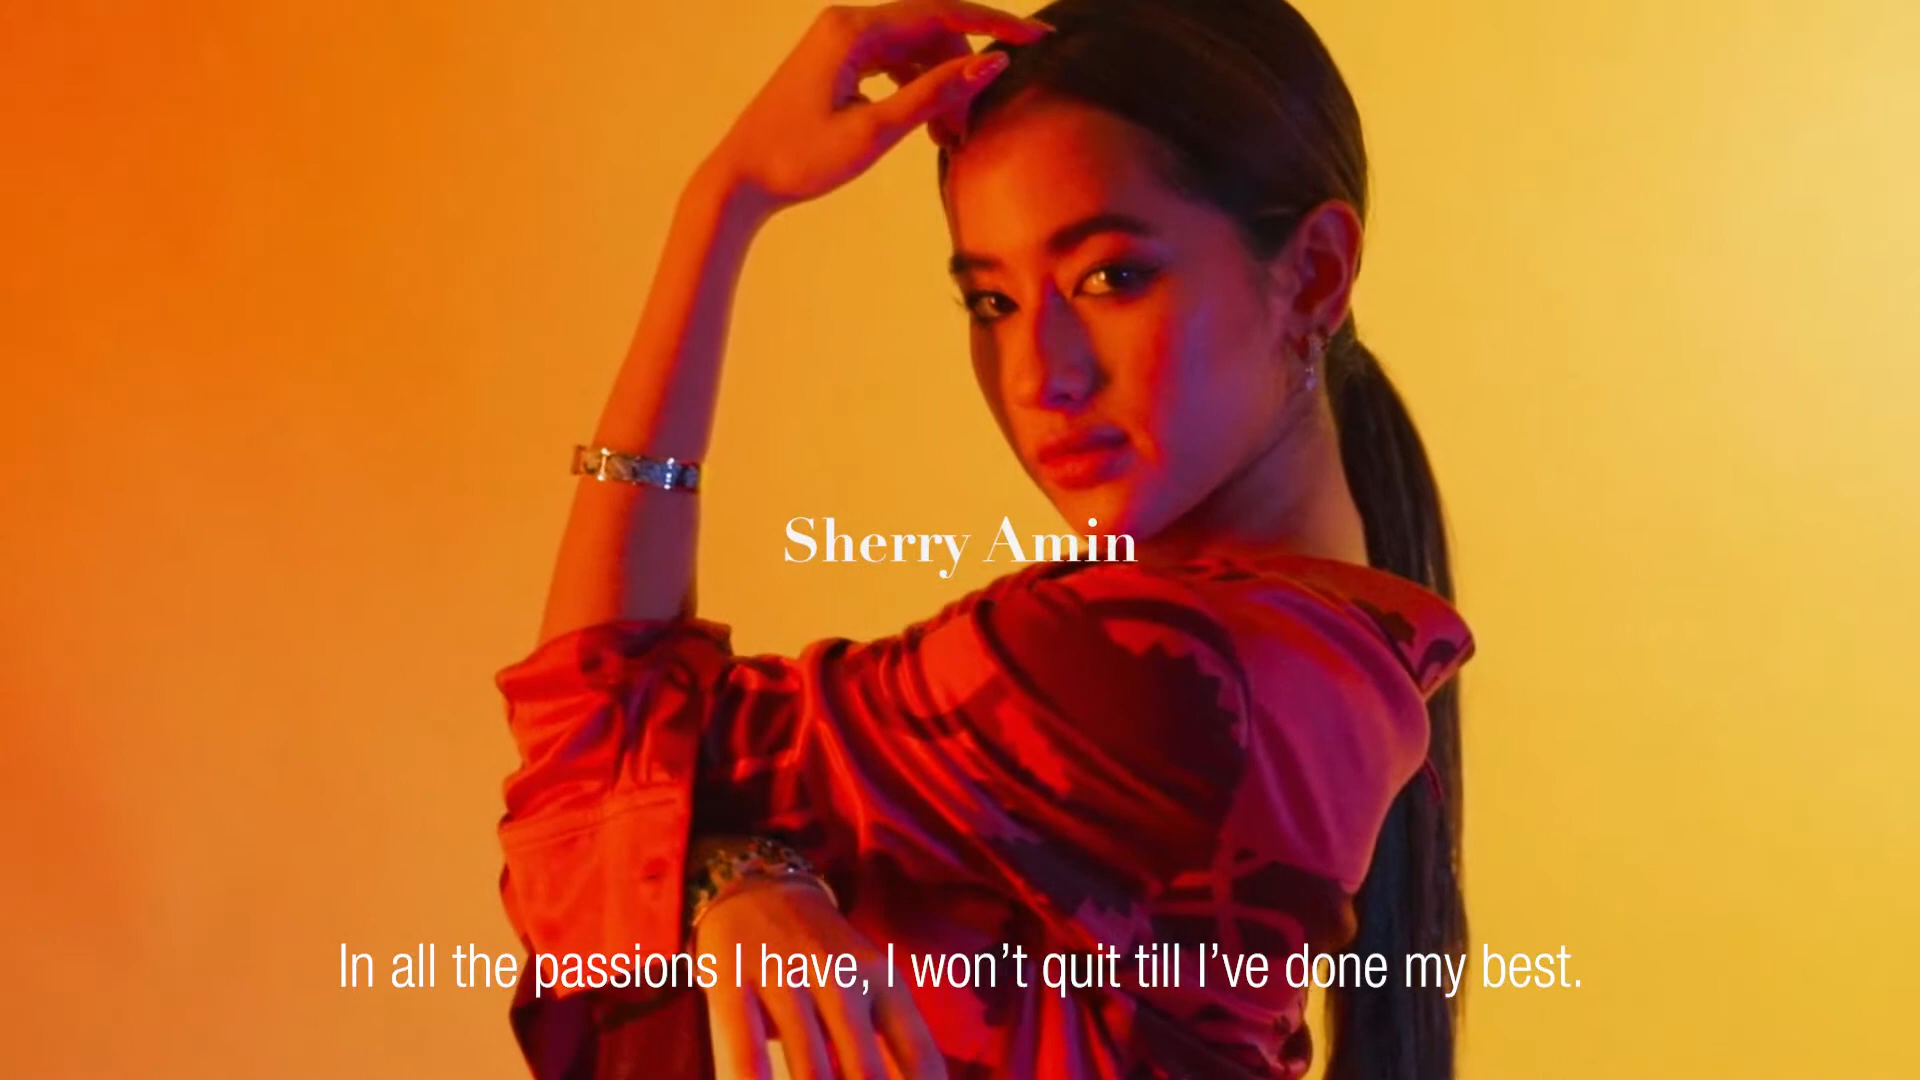 Sherry Amin
In all the passions I have, I won’t quit till I’ve done my best.